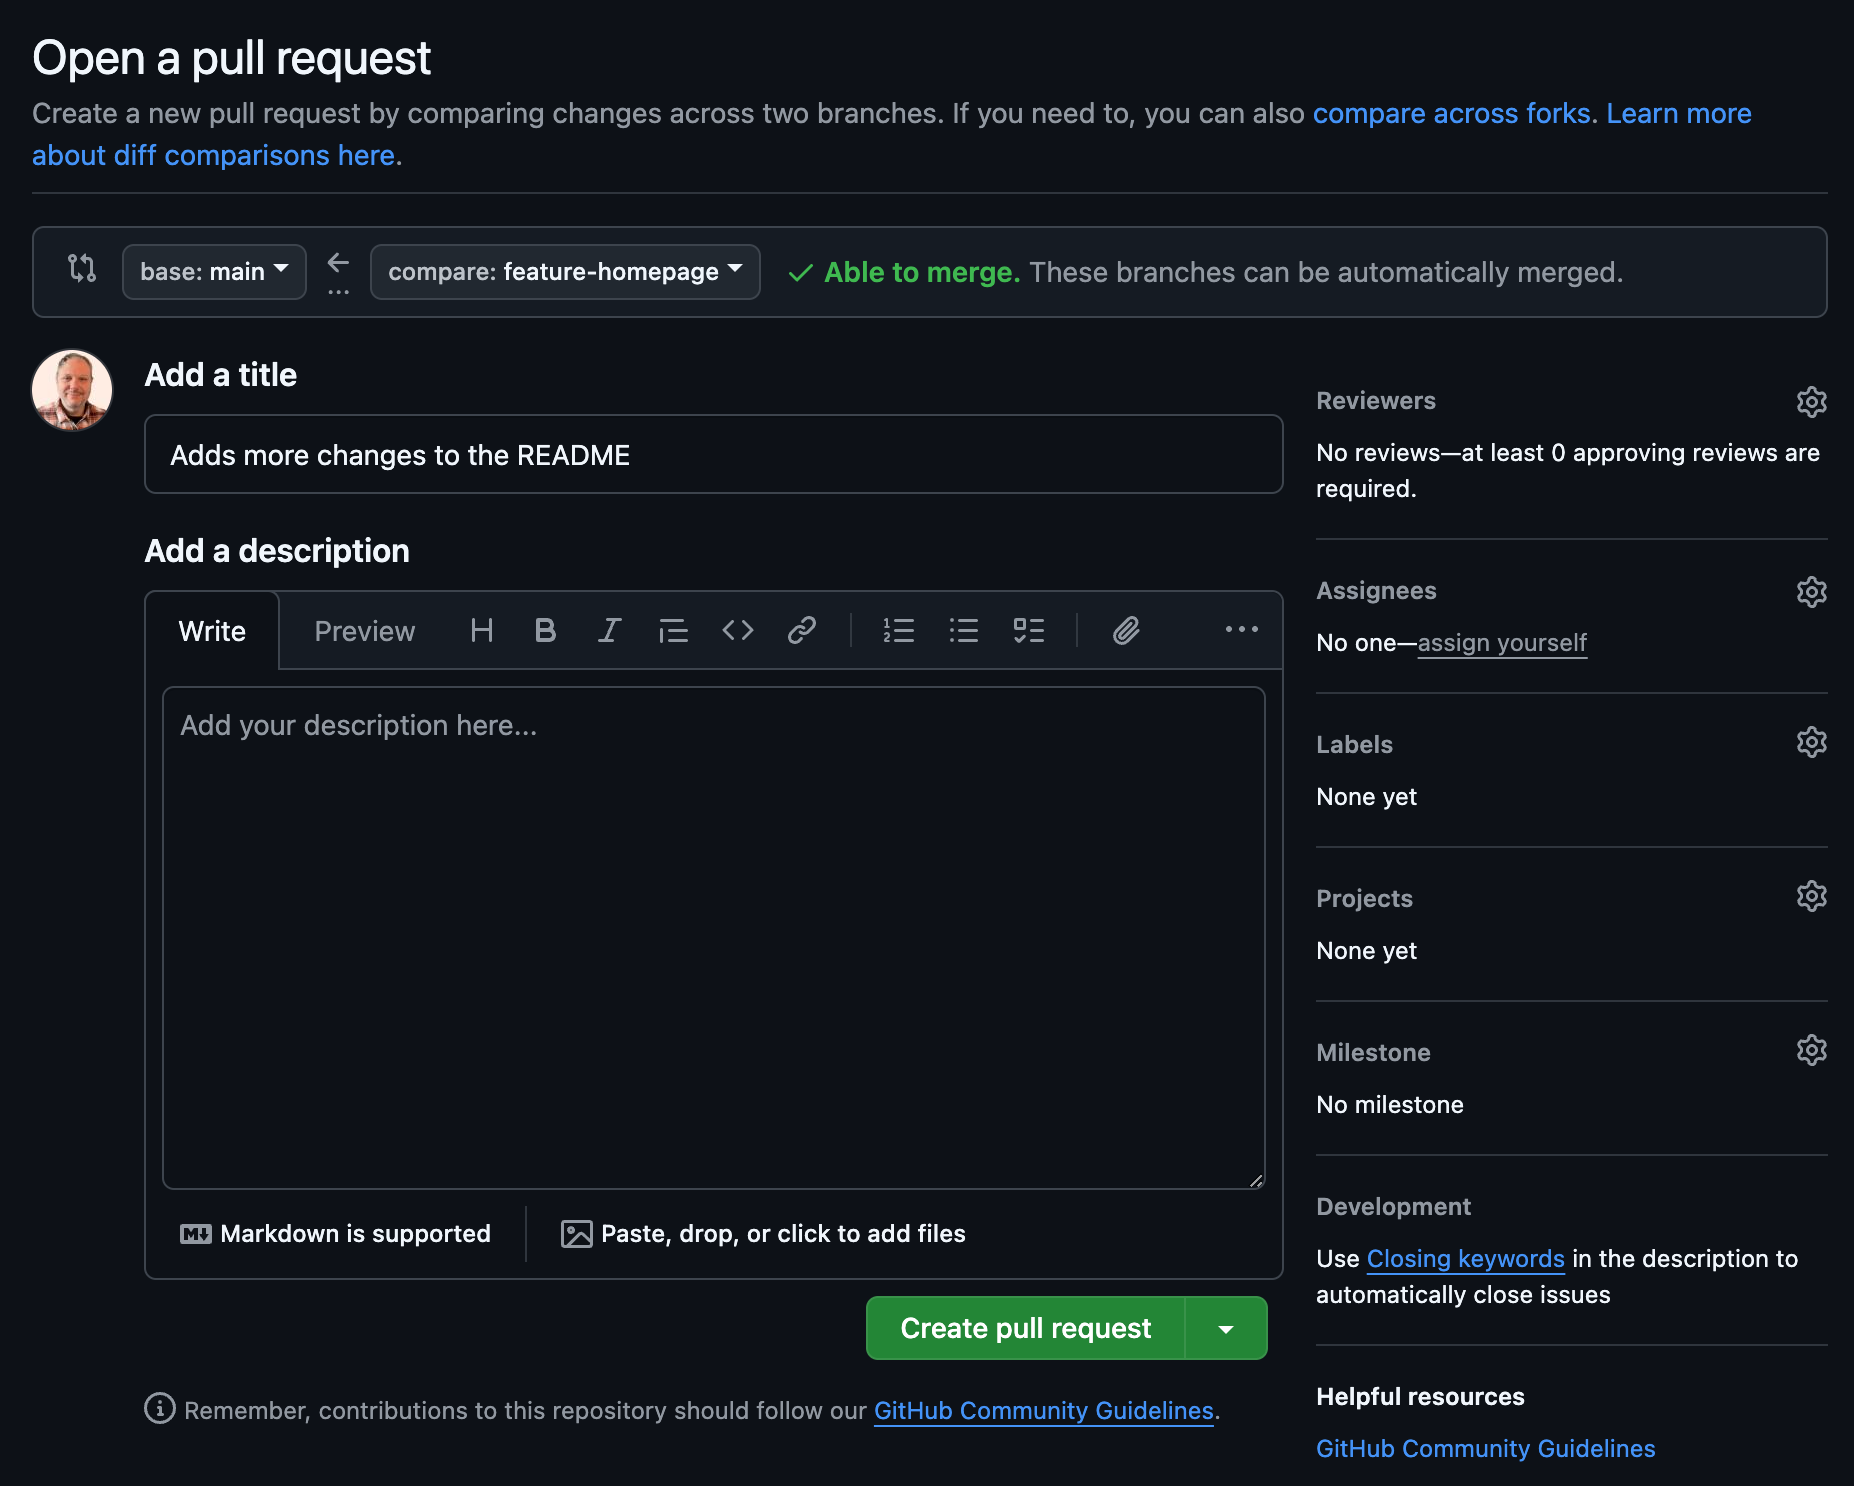 Open a pull request
Create a new pull request by comparing changes across two branches. If you need to, you can also compare across forks. Learn more
about diff comparisons here.
base: main
compare: feature-homepage
Able to merge. These branches can be automatically merged.
Add a title
Adds more changes to the README
Add a description
Write
Preview
Add your description here...
Markdown is supported
Paste, drop, or click to add files
Create pull request
Remember, contributions to this repository should follow our GitHub Community Guidelines.
Reviewers
No reviews—at least 0 approving reviews are
required.
Assignees
No one—assign yourself
Labels
None yet
Projects
None yet
Milestone
No milestone
Development
Use Closing keywords in the description to
automatically close issues
Helpful resources
GitHub Community Guidelines